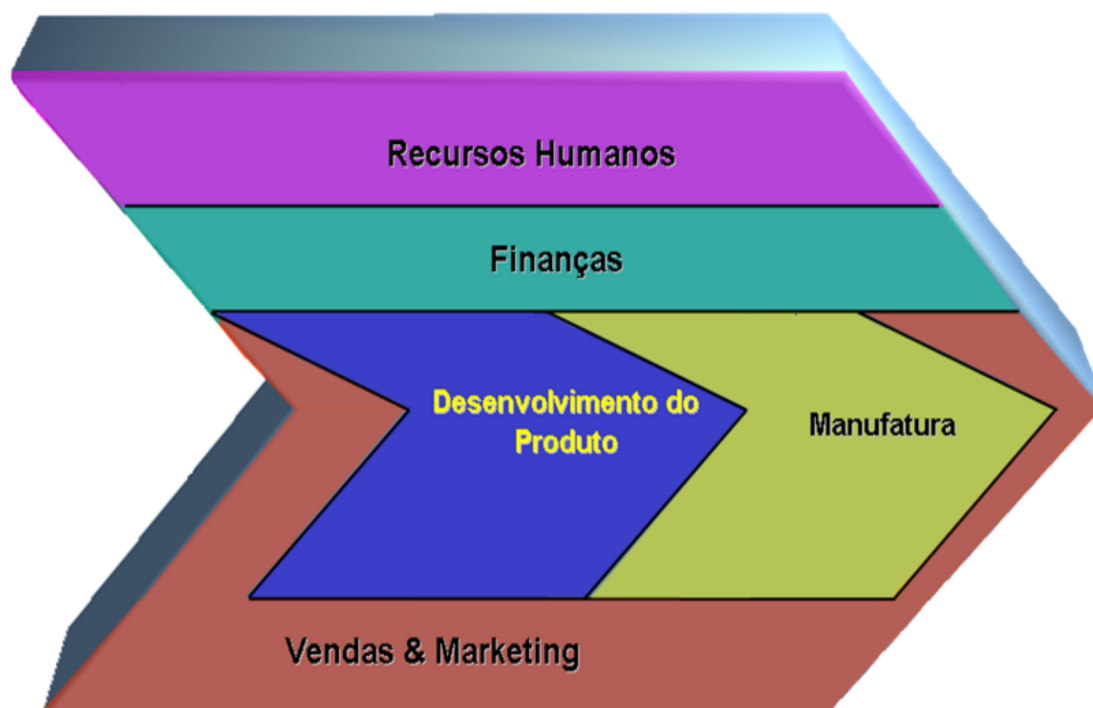 Recursos Humanos
Finanças
Desenvolvimento do
Produto
Manufatura
Vendas & Marketing